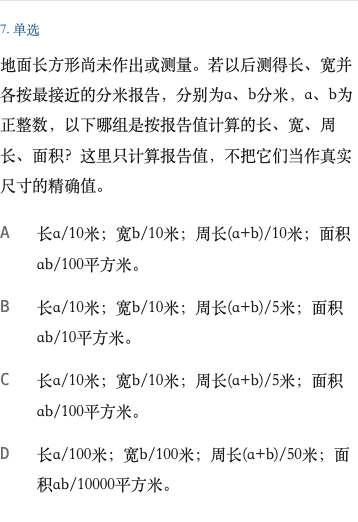 7. 单选
地面长方形尚未作出或测量。若以后测得长、宽并
各按最接近的分米报告，分别为a、b分米，a、b为
正整数，以下哪组是按报告值计算的长、宽、周
长、面积？这里只计算报告值，不把它们当作真实
尺寸的精确值。
A 长a/10米；宽b/10米；周长(a+b)/10米；面积
ab/100平方米。
B 长a/10米；宽b/10米；周长(a+b)/5米；面积
ab/10平方米。
C 长a/10米；宽b/10米；周长(a+b)/5米；面积
ab/100平方米。
D 长a/100米；宽b/100米；周长(a+b)/50米；面
积ab/10000平方米。